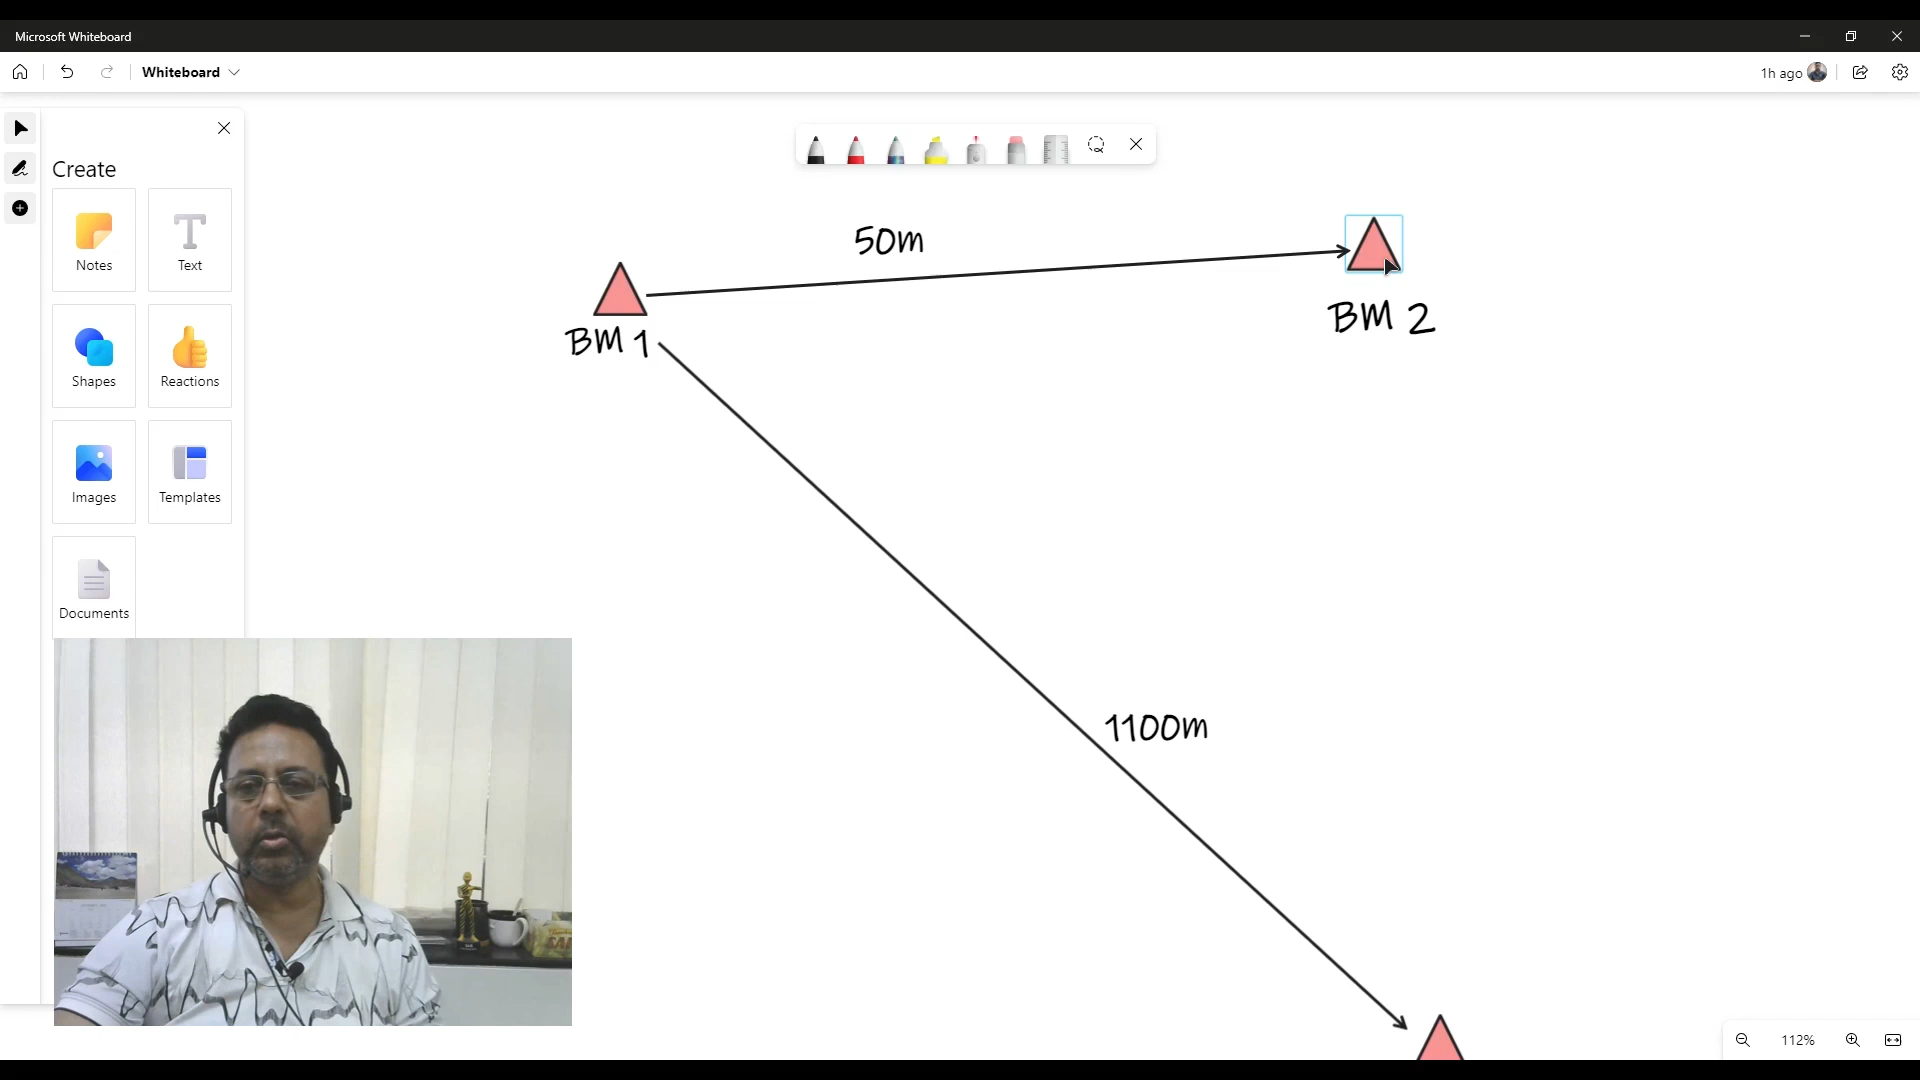 Microsoft Whiteboard
Whiteboard
1h ago
Create
Notes
Text
Shapes
Reactions
Images
Templates
Documents
50m
BM 1
BM 2
1100m
112%